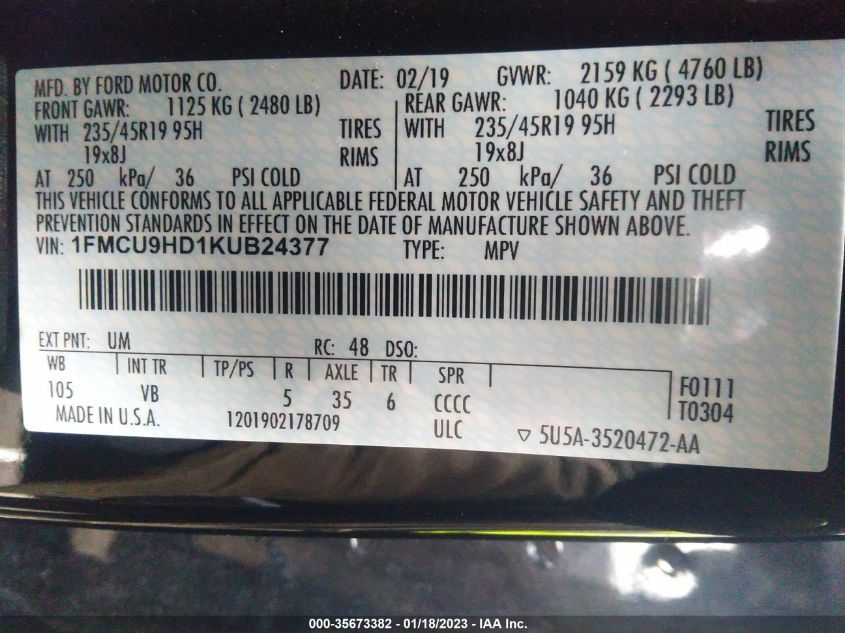 MFD. BY FORD MOTOR CO. DATE: 02/19 GVWR: 2159 KG ( 4760 LB)
FRONT GAWR: 1125 KG ( 2480 LB) REAR GAWR: 1040 KG ( 2293 LB)
WITH 235/45R19 95H TIRES WITH 235/45R19 95H TIRES
19x8J RIMS 19x8J RIMS
AT 250 kPa/ 36 PSI COLD AT 250 kPa/ 36 PSI COLD
THIS VEHICLE CONFORMS TO ALL APPLICABLE FEDERAL MOTOR VEHICLE SAFETY AND THEFT
PREVENTION STANDARDS IN EFFECT ON THE DATE OF MANUFACTURE SHOWN ABOVE.
VIN: 1FMCU9HD1KUB24377 TYPE: MPV
EXT PNT: UM RC: 48 DSO:
WB INT TR TP/PS R AXLE TR SPR F0111
105 VB 5 35 6 CCCC T0304
MADE IN U.S.A. 1201902178709 ULC ▽ 5U5A-3520472-AA
000-35673382 - 01/18/2023 - IAA Inc.